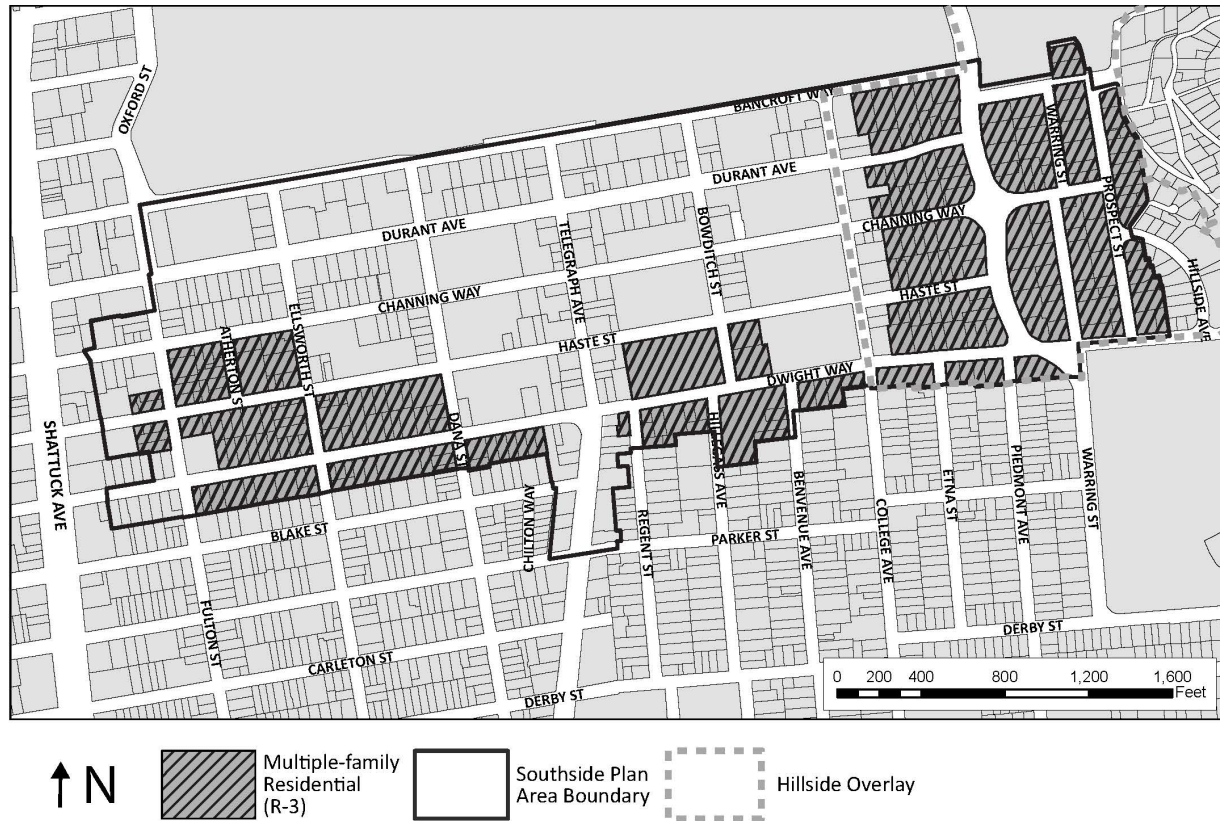 OXFORD ST
BANCROFT WAY
WARRING ST
DURANT AVE
PROSPECT ST
DURANT AVE
TELEGRAPH AVE
BOWDITCH ST
CHANNING WAY
HILLSIDE AVE
CHANNING WAY
HASTE ST
ATHERTON ST
ELLSWORTH ST
HASTE ST
DWIGHT WAY
SHATTUCK AVE
DANA ST
HILLEGASS AVE
BENVENUE AVE
COLLEGE AVE
ETNA ST
PIEDMONT AVE
WARRING ST
BLAKE ST
CHILTON WAY
REGENT ST
PARKER ST
FULTON ST
CARLETON ST
DERBY ST
DERBY ST
0 200 400 800 1,200 1,600
Feet
N
Multiple-family
Residential
(R-3)
Southside Plan
Area Boundary
Hillside Overlay